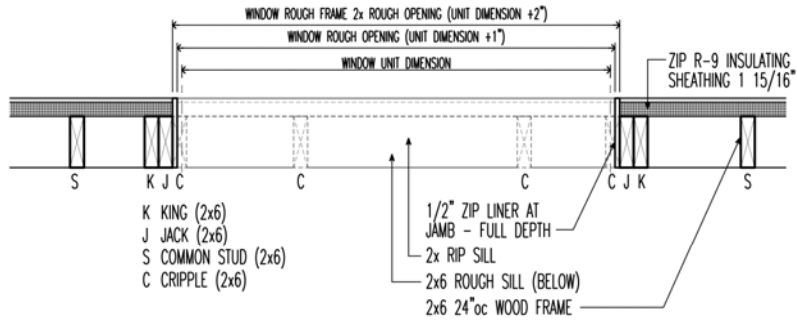 WINDOW ROUGH FRAME 2x ROUGH OPENING (UNIT DIMENSION +2")
WINDOW ROUGH OPENING (UNIT DIMENSION +1")
WINDOW UNIT DIMENSION
ZIP R-9 INSULATING
SHEATHING 1 15/16"
S K J C C C C J K S
K KING (2x6)
J JACK (2x6)
S COMMON STUD (2x6)
C CRIPPLE (2x6)
1/2" ZIP LINER AT
JAMB - FULL DEPTH
2x RIP SILL
2x6 ROUGH SILL (BELOW)
2x6 24"oc WOOD FRAME